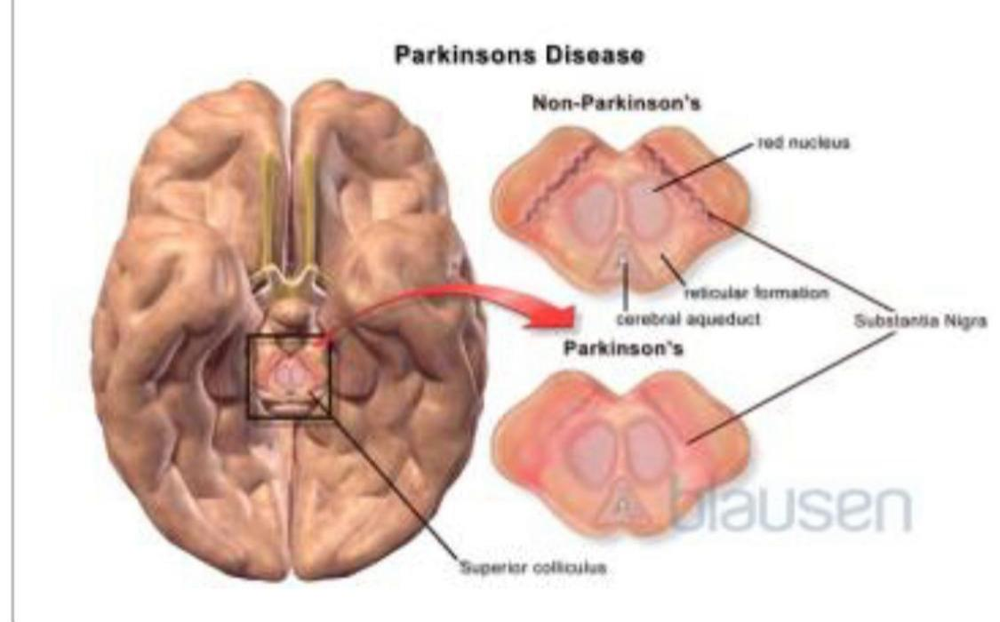 Parkinsons Disease
Non-Parkinson's
red nucleus
reticular formation
cerebral aqueduct
Substantia Nigra
Parkinson's
blausen
Superior colliculus